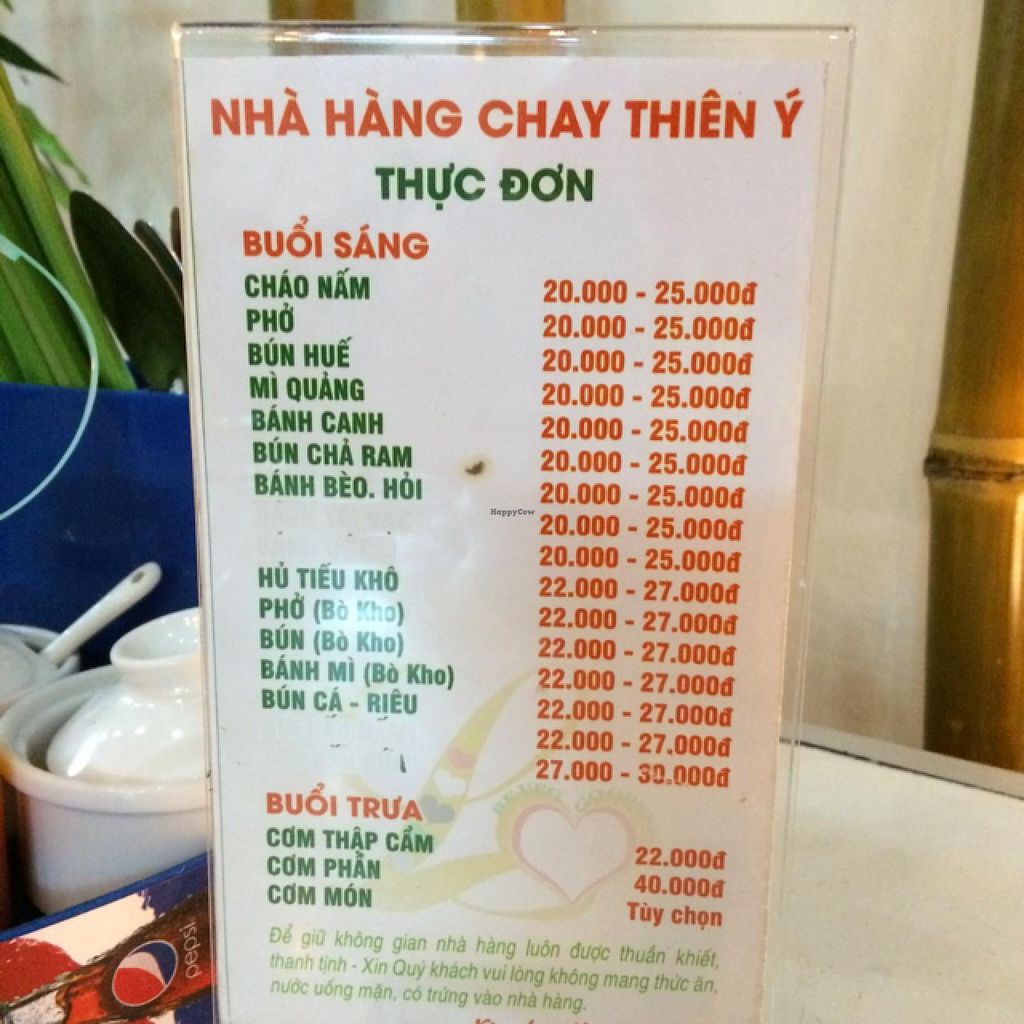 NHÀ HÀNG CHAY THIÊN Ý
THỰC ĐƠN
BUỔI SÁNG
CHÁO NẤM 20.000 - 25.000đ
PHỞ 20.000 - 25.000đ
BÚN HUẾ 20.000 - 25.000đ
MÌ QUẢNG 20.000 - 25.000đ
BÁNH CANH 20.000 - 25.000đ
BÚN CHẢ RAM 20.000 - 25.000đ
BÁNH BÈO. HỎI 20.000 - 25.000đ
20.000 - 25.000đ
20.000 - 25.000đ
HỦ TIẾU KHÔ 22.000 - 27.000đ
PHỞ (Bò Kho) 22.000 - 27.000đ
BÚN (Bò Kho) 22.000 - 27.000đ
BÁNH MÌ (Bò Kho) 22.000 - 27.000đ
BÚN CÁ - RIÊU 22.000 - 27.000đ
22.000 - 27.000đ
27.000 - 30.000đ
BUỔI TRƯA
CƠM THẬP CẨM 22.000đ
CƠM PHẦN 40.000đ
CƠM MÓN Tùy chọn
Để giữ không gian nhà hàng luôn được thuần khiết,
thanh tịnh - Xin Quý khách vui lòng không mang thức ăn,
nước uống mặn, có trứng vào nhà hàng.
HappyCow
pepsi